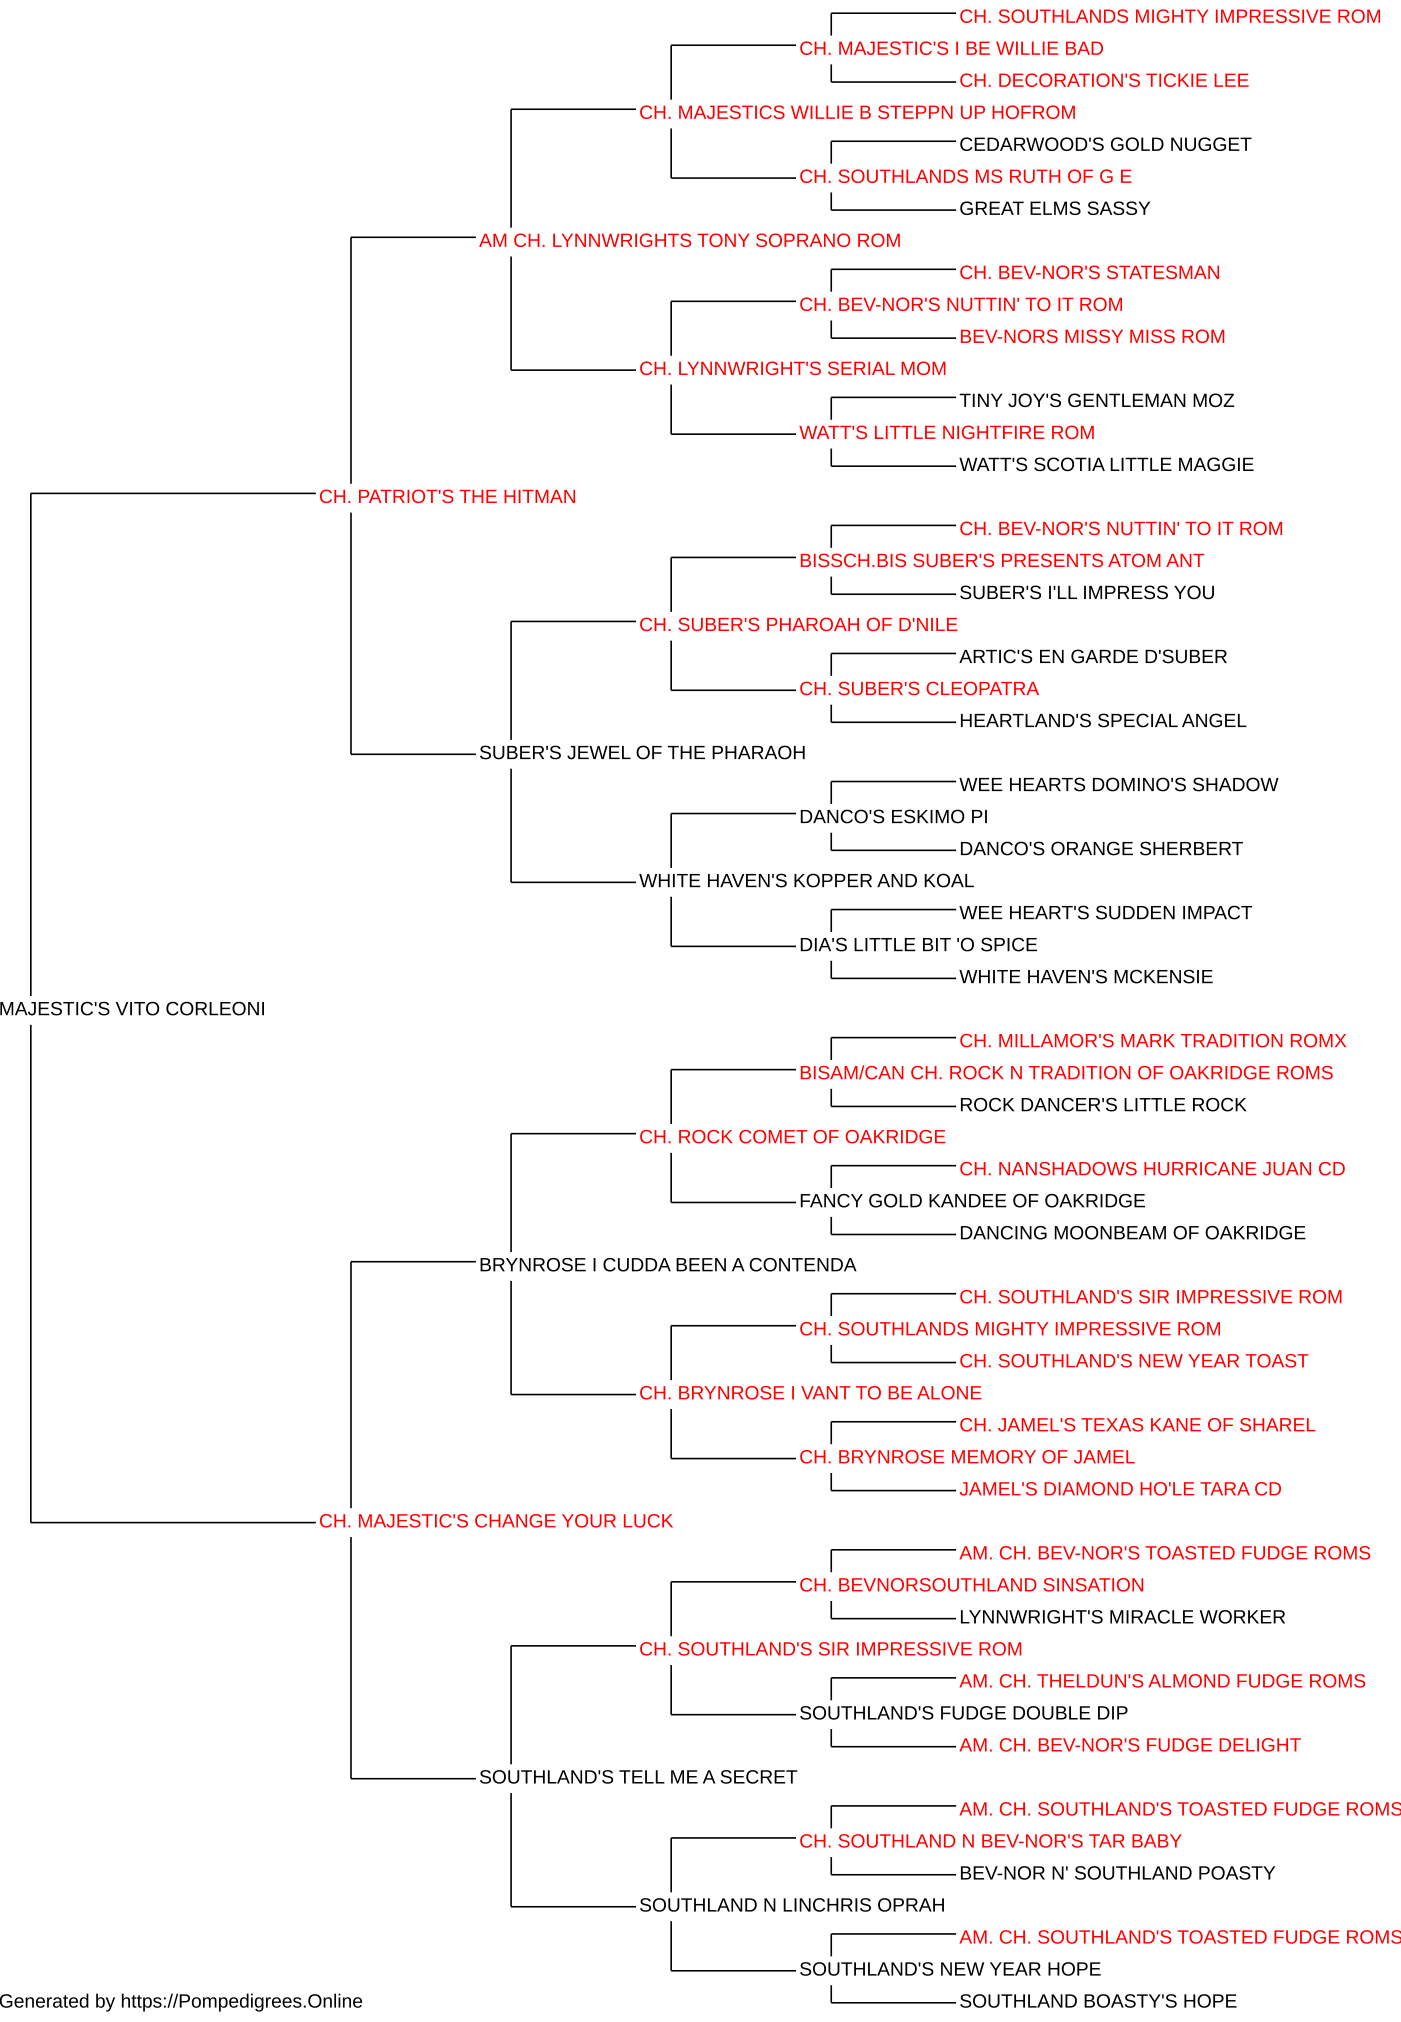 CH. SOUTHLANDS MIGHTY IMPRESSIVE ROM
CH. MAJESTIC'S I BE WILLIE BAD
CH. DECORATION'S TICKIE LEE
CH. MAJESTICS WILLIE B STEPPN UP HOFROM
CEDARWOOD'S GOLD NUGGET
CH. SOUTHLANDS MS RUTH OF G E
GREAT ELMS SASSY
AM CH. LYNNWRIGHTS TONY SOPRANO ROM
CH. BEV-NOR'S STATESMAN
CH. BEV-NOR'S NUTTIN' TO IT ROM
BEV-NORS MISSY MISS ROM
CH. LYNNWRIGHT'S SERIAL MOM
TINY JOY'S GENTLEMAN MOZ
WATT'S LITTLE NIGHTFIRE ROM
WATT'S SCOTIA LITTLE MAGGIE
CH. PATRIOT'S THE HITMAN
CH. BEV-NOR'S NUTTIN' TO IT ROM
BISSCH.BIS SUBER'S PRESENTS ATOM ANT
SUBER'S I'LL IMPRESS YOU
CH. SUBER'S PHAROAH OF D'NILE
ARTIC'S EN GARDE D'SUBER
CH. SUBER'S CLEOPATRA
HEARTLAND'S SPECIAL ANGEL
SUBER'S JEWEL OF THE PHARAOH
WEE HEARTS DOMINO'S SHADOW
DANCO'S ESKIMO PI
DANCO'S ORANGE SHERBERT
WHITE HAVEN'S KOPPER AND KOAL
WEE HEART'S SUDDEN IMPACT
DIA'S LITTLE BIT 'O SPICE
WHITE HAVEN'S MCKENSIE
MAJESTIC'S VITO CORLEONI
CH. MILLAMOR'S MARK TRADITION ROMX
BISAM/CAN CH. ROCK N TRADITION OF OAKRIDGE ROMS
ROCK DANCER'S LITTLE ROCK
CH. ROCK COMET OF OAKRIDGE
CH. NANSHADOWS HURRICANE JUAN CD
FANCY GOLD KANDEE OF OAKRIDGE
DANCING MOONBEAM OF OAKRIDGE
BRYNROSE I CUDDA BEEN A CONTENDA
CH. SOUTHLAND'S SIR IMPRESSIVE ROM
CH. SOUTHLANDS MIGHTY IMPRESSIVE ROM
CH. SOUTHLAND'S NEW YEAR TOAST
CH. BRYNROSE I VANT TO BE ALONE
CH. JAMEL'S TEXAS KANE OF SHAREL
CH. BRYNROSE MEMORY OF JAMEL
JAMEL'S DIAMOND HO'LE TARA CD
CH. MAJESTIC'S CHANGE YOUR LUCK
AM. CH. BEV-NOR'S TOASTED FUDGE ROMS
CH. BEVNORSOUTHLAND SINSATION
LYNNWRIGHT'S MIRACLE WORKER
CH. SOUTHLAND'S SIR IMPRESSIVE ROM
AM. CH. THELDUN'S ALMOND FUDGE ROMS
SOUTHLAND'S FUDGE DOUBLE DIP
AM. CH. BEV-NOR'S FUDGE DELIGHT
SOUTHLAND'S TELL ME A SECRET
AM. CH. SOUTHLAND'S TOASTED FUDGE ROMS
CH. SOUTHLAND N BEV-NOR'S TAR BABY
BEV-NOR N' SOUTHLAND POASTY
SOUTHLAND N LINCHRIS OPRAH
AM. CH. SOUTHLAND'S TOASTED FUDGE ROMS
SOUTHLAND'S NEW YEAR HOPE
SOUTHLAND BOASTY'S HOPE
Generated by https://Pompedigrees.Online